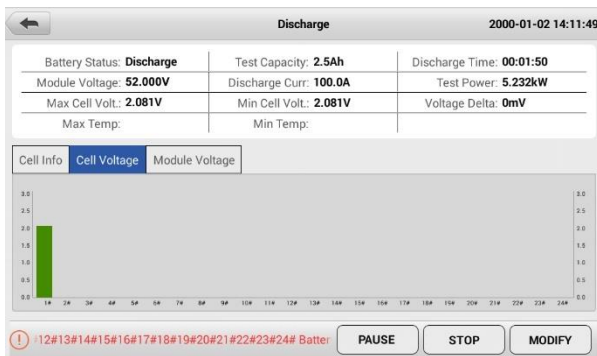 Discharge 2000-01-02 14:11:49
Battery Status: Discharge Test Capacity: 2.5Ah Discharge Time: 00:01:50
Module Voltage: 52.000V Discharge Curr: 100.0A Test Power: 5.232kW
Max Cell Volt.: 2.081V Min Cell Volt.: 2.081V Voltage Delta: 0mV
Max Temp: Min Temp:
Cell Info Cell Voltage Module Voltage
3.0 3.0
2.5 2.5
2.0 2.0
1.5 1.5
1.0 1.0
0.5 0.5
0.0 0.0
1# 2# 3# 4# 5# 6# 7# 8# 9# 10# 11# 12# 13# 14# 15# 16# 17# 18# 19# 20# 21# 22# 23# 24#
! 12#13#14#15#16#17#18#19#20#21#22#23#24# Batter PAUSE STOP MODIFY